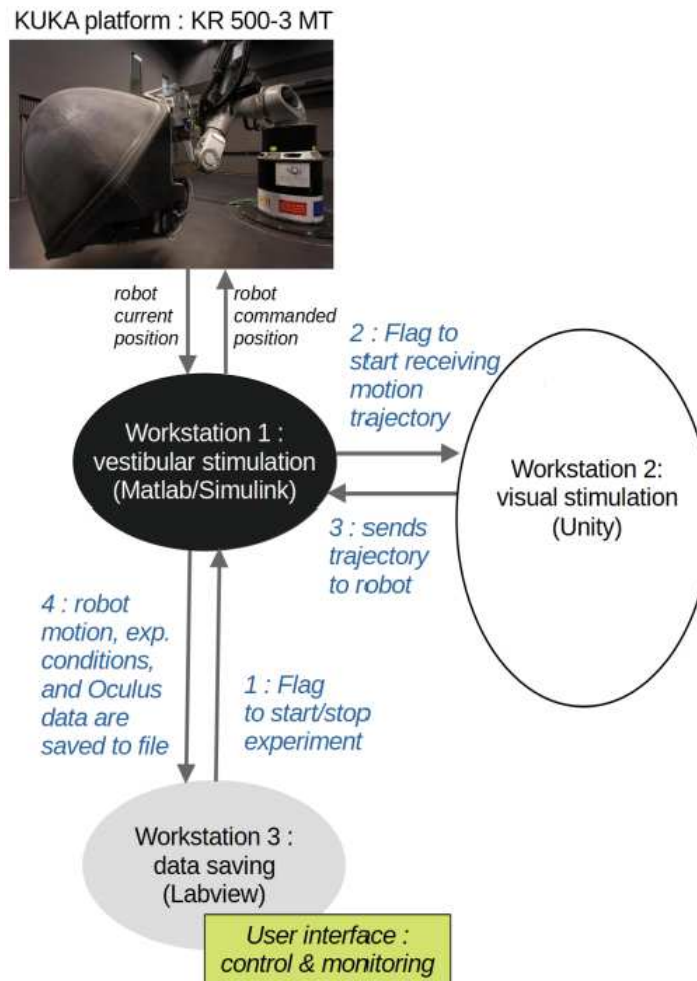 KUKA platform : KR 500-3 MT
robot
current
position
robot
commanded
position
2 : Flag to
start receiving
motion
trajectory
Workstation 1 :
vestibular stimulation
(Matlab/Simulink)
Workstation 2:
visual stimulation
(Unity)
3 : sends
trajectory
to robot
4 : robot
motion, exp.
conditions,
and Oculus
data are
saved to file
1 : Flag
to start/stop
experiment
Workstation 3 :
data saving
(Labview)
User interface :
control & monitoring